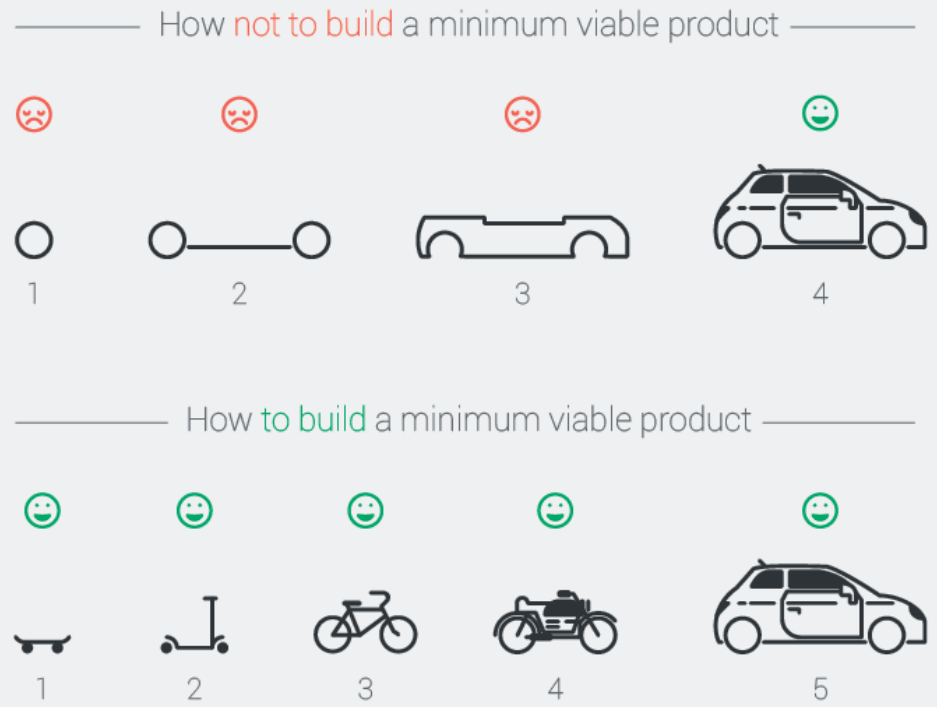 How not to build a minimum viable product
1 2 3 4
How to build a minimum viable product
1 2 3 4 5